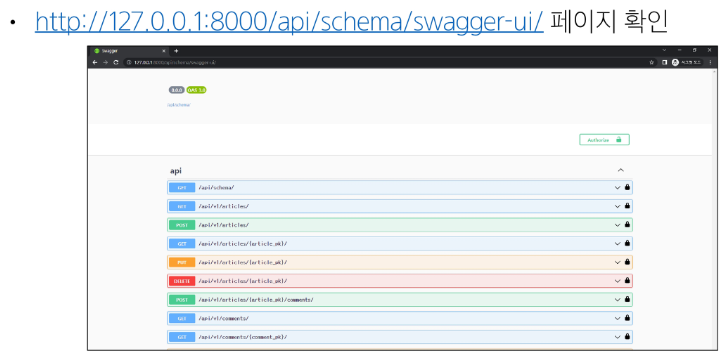 • http://127.0.0.1:8000/api/schema/swagger-ui/ 페이지 확인
Swagger
127.0.0.1:8000/api/schema/swagger-ui/
0.0.0 OAS 3.0
/api/schema/
Authorize
api
GET /api/schema/
GET /api/v1/articles/
POST /api/v1/articles/
GET /api/v1/articles/{article_pk}/
PUT /api/v1/articles/{article_pk}/
DELETE /api/v1/articles/{article_pk}/
POST /api/v1/articles/{article_pk}/comments/
GET /api/v1/comments/
GET /api/v1/comments/{comment_pk}/